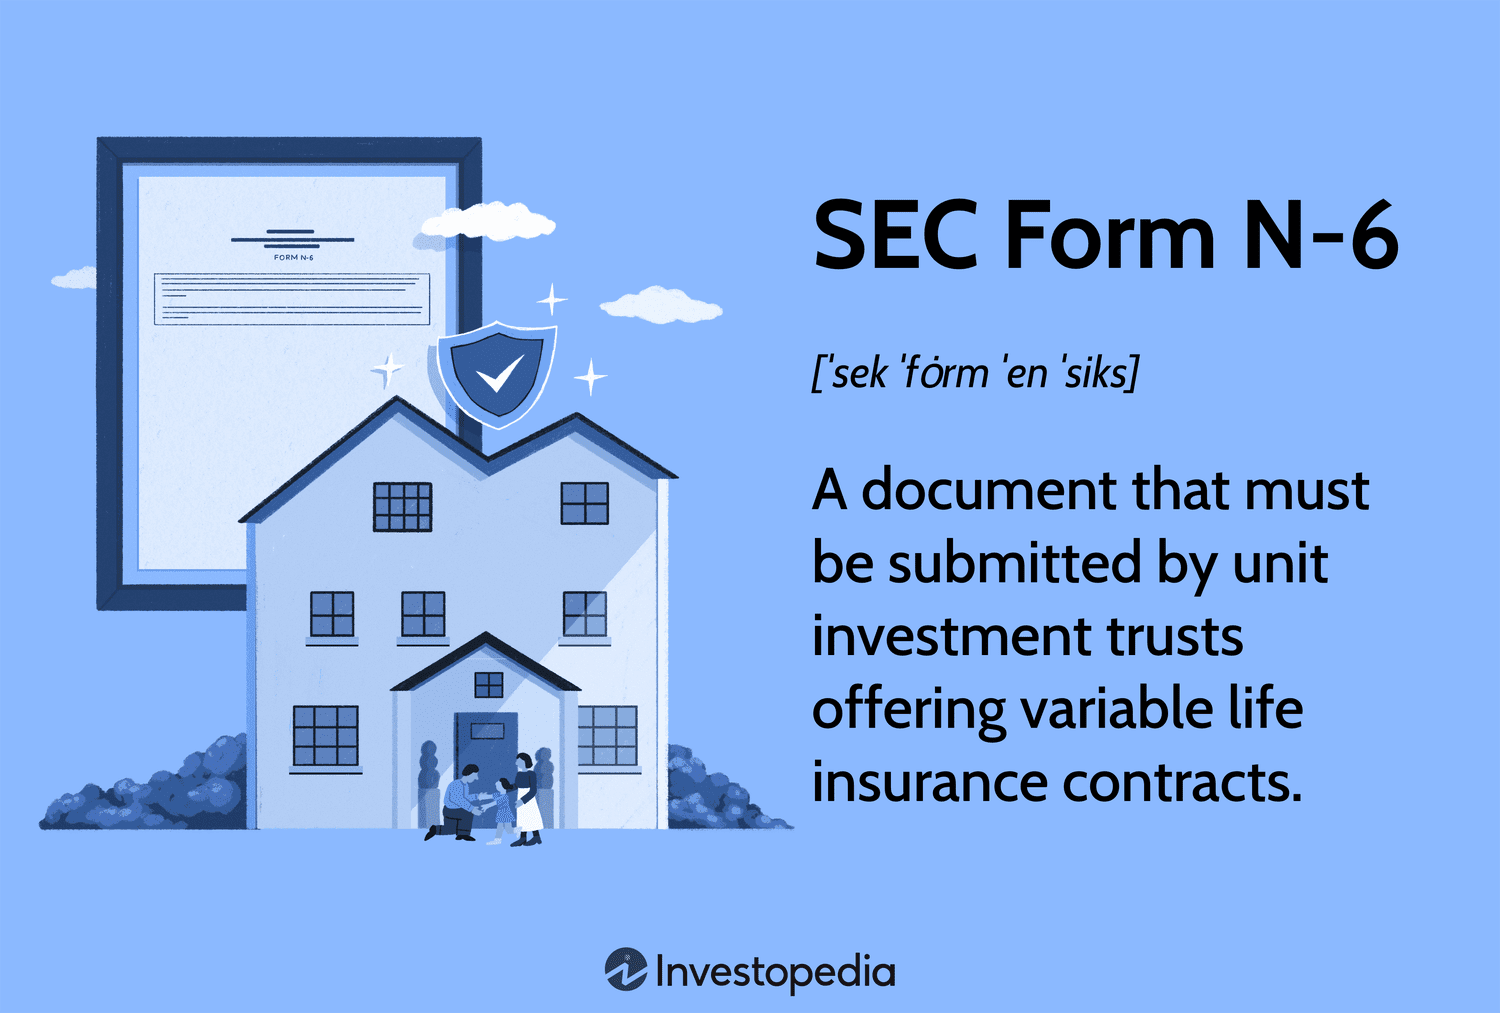 FORM N-6
SEC Form N-6
[ˈsek ˈfȯrm ˈen ˈsiks]
A document that must
be submitted by unit
investment trusts
offering variable life
insurance contracts.
Investopedia